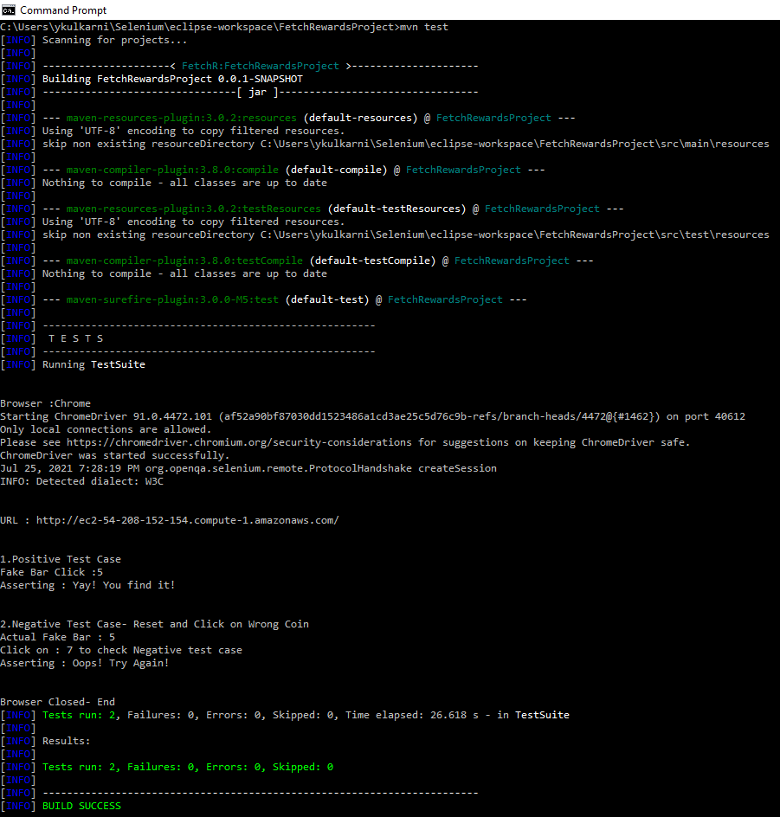 Command Prompt
C:\Users\ykulkarni\Selenium\eclipse-workspace\FetchRewardsProject>mvn test
[INFO] Scanning for projects...
[INFO]
[INFO] --------------------< FetchR:FetchRewardsProject >--------------------
[INFO] Building FetchRewardsProject 0.0.1-SNAPSHOT
[INFO] -------------------------------[ jar ]--------------------------------
[INFO]
[INFO] --- maven-resources-plugin:3.0.2:resources (default-resources) @ FetchRewardsProject ---
[INFO] Using 'UTF-8' encoding to copy filtered resources.
[INFO] skip non existing resourceDirectory C:\Users\ykulkarni\Selenium\eclipse-workspace\FetchRewardsProject\src\main\resources
[INFO]
[INFO] --- maven-compiler-plugin:3.8.0:compile (default-compile) @ FetchRewardsProject ---
[INFO] Nothing to compile - all classes are up to date
[INFO]
[INFO] --- maven-resources-plugin:3.0.2:testResources (default-testResources) @ FetchRewardsProject ---
[INFO] Using 'UTF-8' encoding to copy filtered resources.
[INFO] skip non existing resourceDirectory C:\Users\ykulkarni\Selenium\eclipse-workspace\FetchRewardsProject\src\test\resources
[INFO]
[INFO] --- maven-compiler-plugin:3.8.0:testCompile (default-testCompile) @ FetchRewardsProject ---
[INFO] Nothing to compile - all classes are up to date
[INFO]
[INFO] --- maven-surefire-plugin:3.0.0-M5:test (default-test) @ FetchRewardsProject ---
[INFO]
[INFO] -------------------------------------------------------
[INFO]  T E S T S
[INFO] -------------------------------------------------------
[INFO] Running TestSuite
Browser :Chrome
Starting ChromeDriver 91.0.4472.101 (af52a90bf87030dd1523486a1cd3ae25c5d76c9b-refs/branch-heads/4472@{#1462}) on port 40612
Only local connections are allowed.
Please see https://chromedriver.chromium.org/security-considerations for suggestions on keeping ChromeDriver safe.
ChromeDriver was started successfully.
Jul 25, 2021 7:28:19 PM org.openqa.selenium.remote.ProtocolHandshake createSession
INFO: Detected dialect: W3C
URL : http://ec2-54-208-152-154.compute-1.amazonaws.com/
1.Positive Test Case
Fake Bar Click :5
Asserting : Yay! You find it!
2.Negative Test Case- Reset and Click on Wrong Coin
Actual Fake Bar : 5
Click on : 7 to check Negative test case
Asserting : Oops! Try Again!
Browser Closed- End
[INFO] Tests run: 2, Failures: 0, Errors: 0, Skipped: 0, Time elapsed: 26.618 s - in TestSuite
[INFO]
[INFO] Results:
[INFO]
[INFO] Tests run: 2, Failures: 0, Errors: 0, Skipped: 0
[INFO]
[INFO] ------------------------------------------------------------------------
[INFO] BUILD SUCCESS